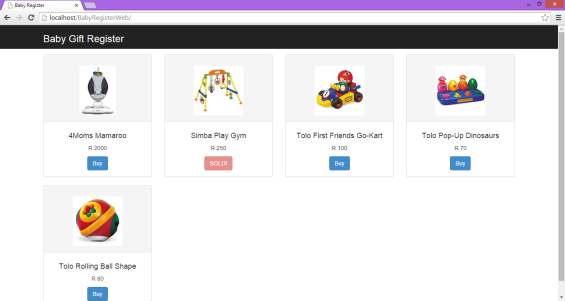 Baby Register
localhost/BabyRegisterWeb/
Baby Gift Register
4Moms Mamaroo
R 2000
Buy
Simba Play Gym
R 250
SOLD!
Tolo First Friends Go-Kart
R 100
Buy
Tolo Pop-Up Dinosaurs
R 70
Buy
Tolo Rolling Ball Shape
R 80
Buy